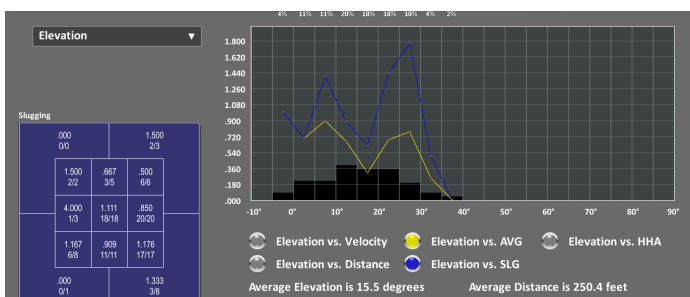 4% 11% 11% 20% 18% 18% 18% 4% 2%
Elevation ▼
1.800
1.620
1.440
1.260
1.080
.900
.720
.540
.360
.180
.000
-10° 0° 10° 20° 30° 40° 50° 60° 70° 80° 90°
Slugging
.000 1.500
0/0 2/3
1.500 .667 .500
2/2 3/5 6/6
4.000 1.111 .850
1/3 18/18 20/20
1.167 .909 1.176
6/8 11/11 17/17
.000 1.333
0/1 3/8
Elevation vs. Velocity Elevation vs. AVG Elevation vs. HHA
Elevation vs. Distance Elevation vs. SLG
Average Elevation is 15.5 degrees Average Distance is 250.4 feet